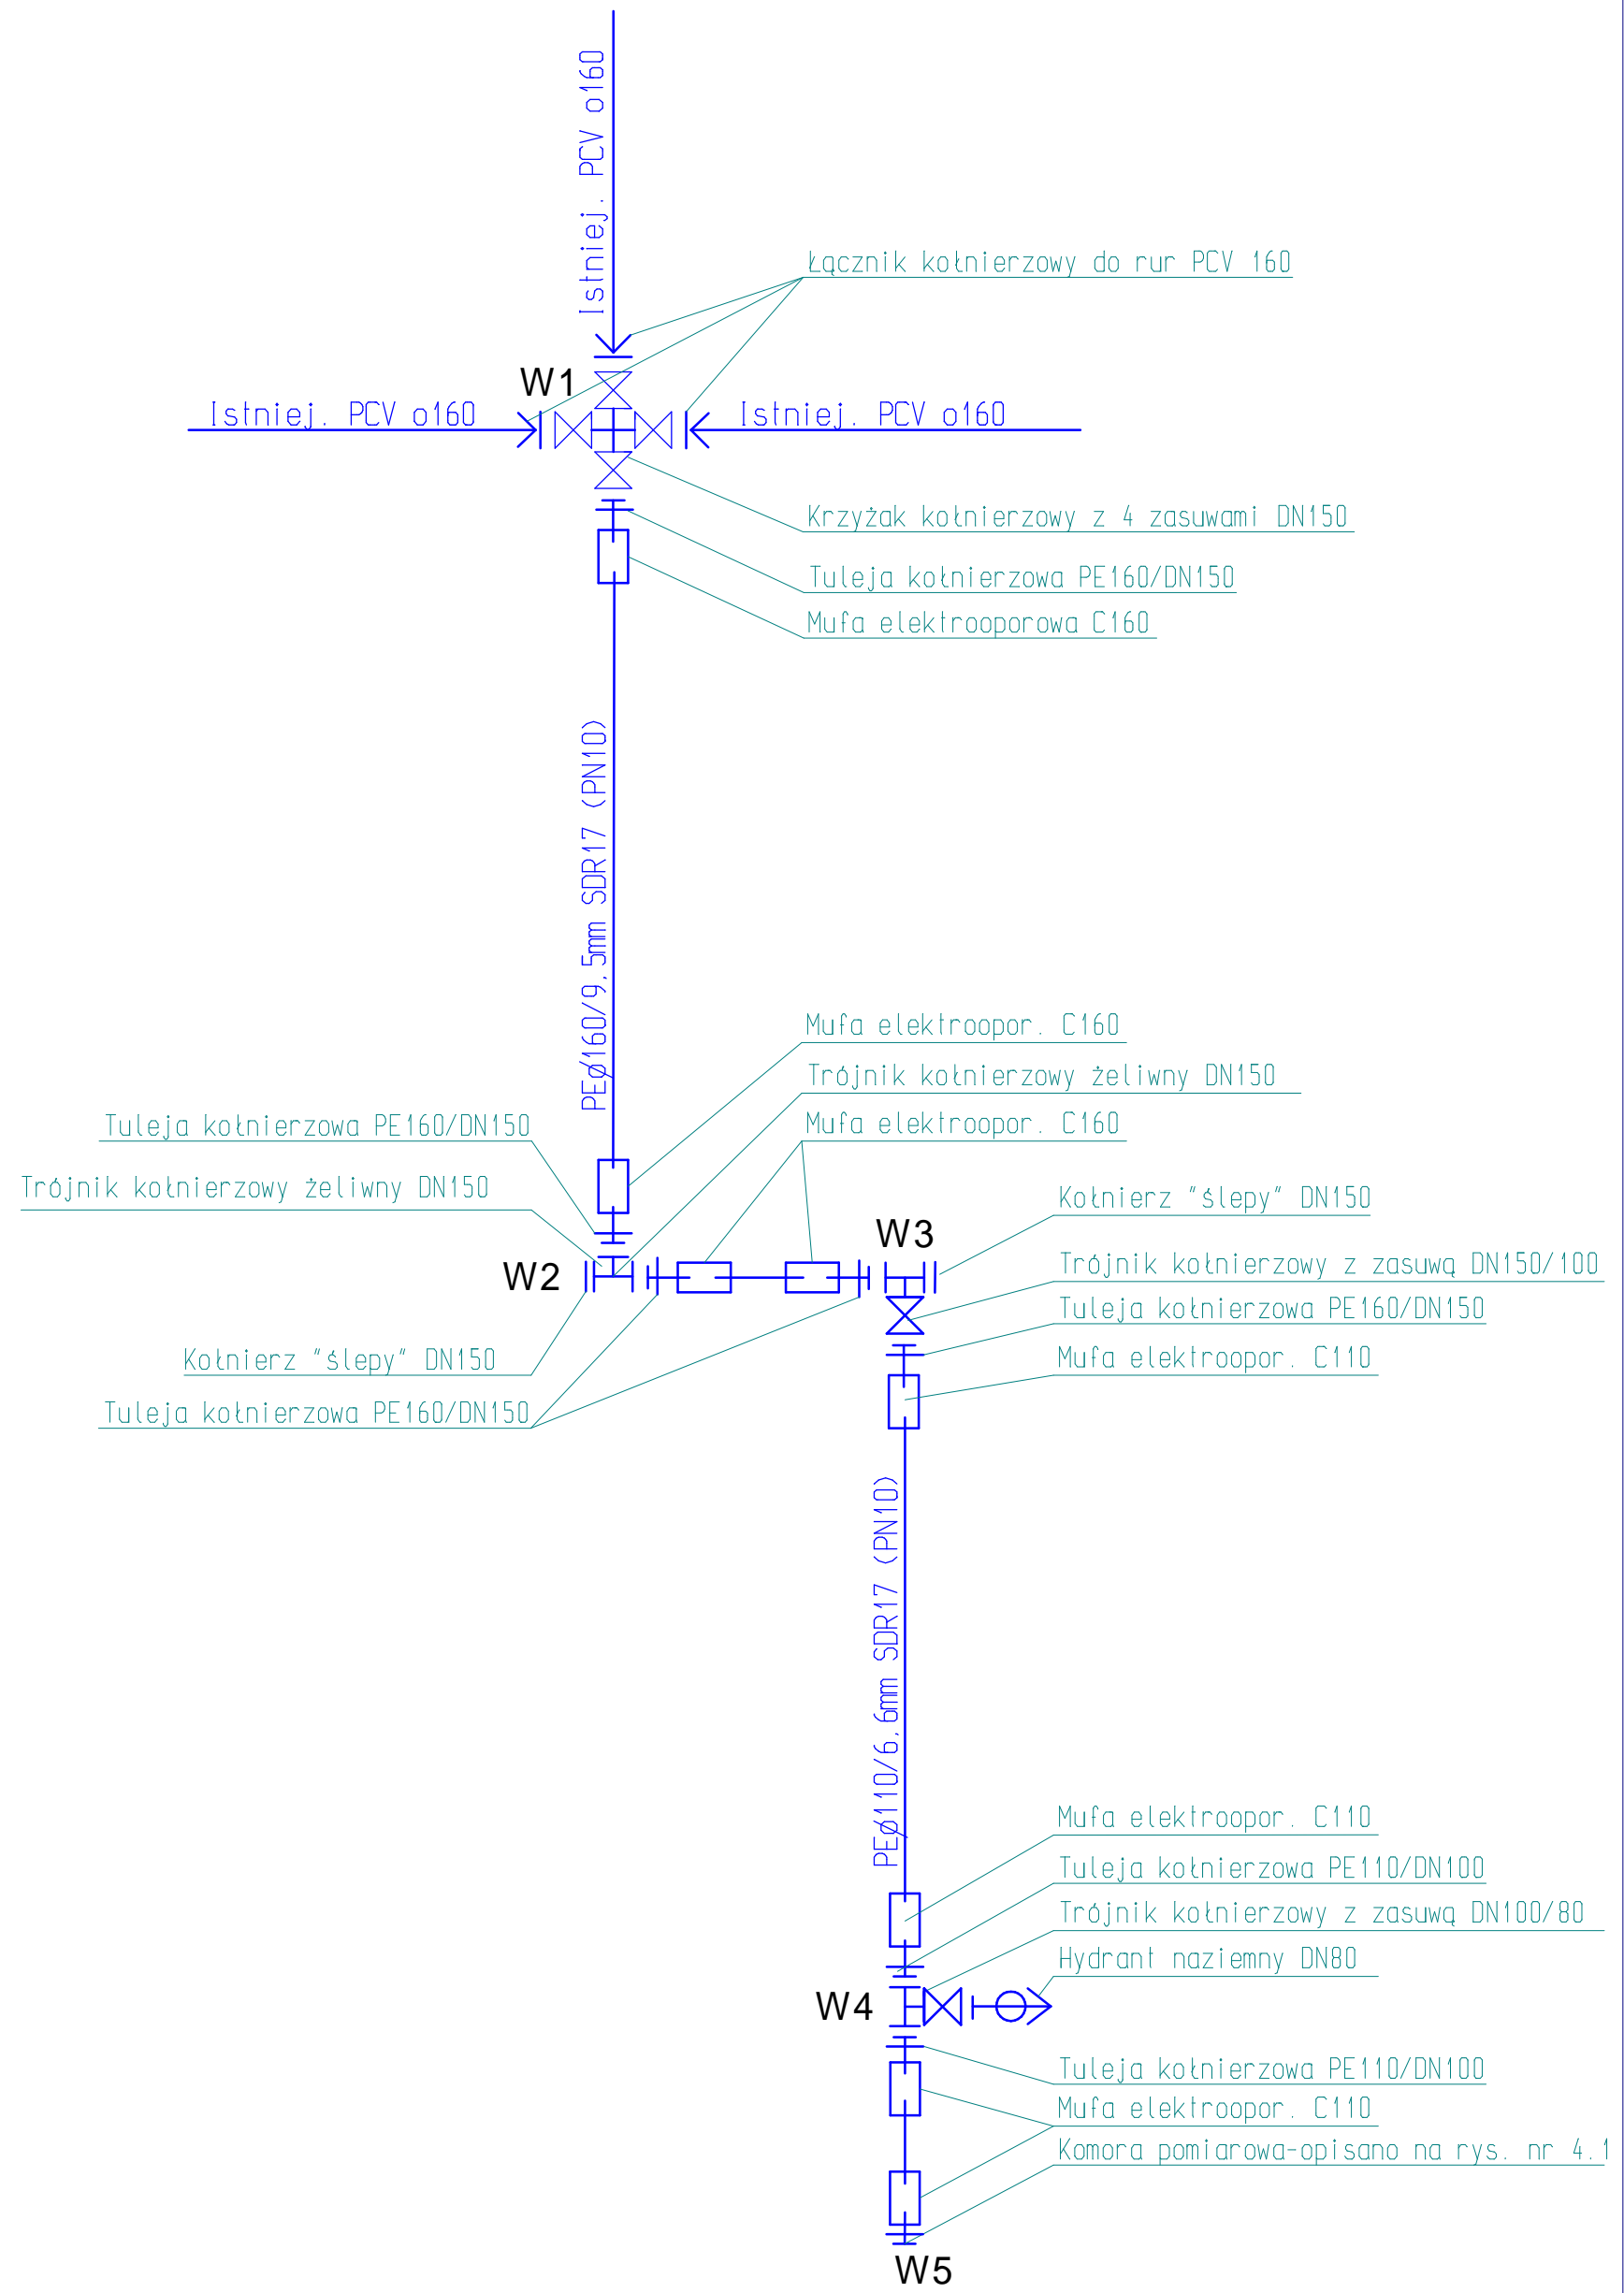 Istniej. PCV o160
Łącznik kołnierzowy do rur PCV 160
W1
Istniej. PCV o160
Istniej. PCV o160
Krzyżak kołnierzowy z 4 zasuwami DN150
Tuleja kołnierzowa PE160/DN150
Mufa elektrooporowa C160
PEØ160/9,5mm SDR17 (PN10)
Mufa elektroopor. C160
Trójnik kołnierzowy żeliwny DN150
Tuleja kołnierzowa PE160/DN150
Mufa elektroopor. C160
Trójnik kołnierzowy żeliwny DN150
Kołnierz "ślepy" DN150
W3
W2
Trójnik kołnierzowy z zasuwą DN150/100
Tuleja kołnierzowa PE160/DN150
Kołnierz "ślepy" DN150
Mufa elektroopor. C110
Tuleja kołnierzowa PE160/DN150
PEØ110/6,6mm SDR17 (PN10)
Mufa elektroopor. C110
Tuleja kołnierzowa PE110/DN100
Trójnik kołnierzowy z zasuwą DN100/80
Hydrant naziemny DN80
W4
Tuleja kołnierzowa PE110/DN100
Mufa elektroopor. C110
Komora pomiarowa-opisano na rys. nr 4.1
W5